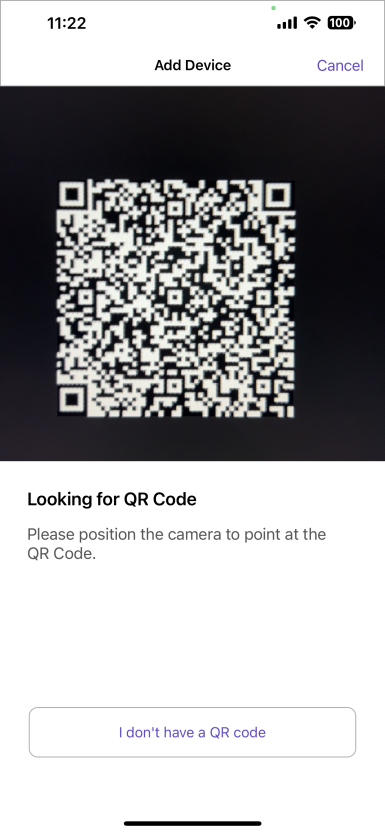 11:22
100
Add Device
Cancel
Looking for QR Code
Please position the camera to point at the
QR Code.
I don't have a QR code